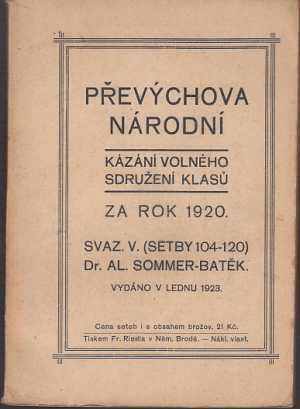 PŘEVÝCHOVA
NÁRODNÍ
KÁZÁNÍ VOLNÉHO
SDRUŽENÍ KLASŮ
ZA ROK 1920.
SVAZ. V. (SETBY 104-120)
Dr. AL. SOMMER-BATĚK.
VYDÁNO V LEDNU 1923.
Cena seteb i s obsahem brožov. 21 Kč.
Tiskem Fr. Riedla v Něm. Brodě. — Nákl. vlast.